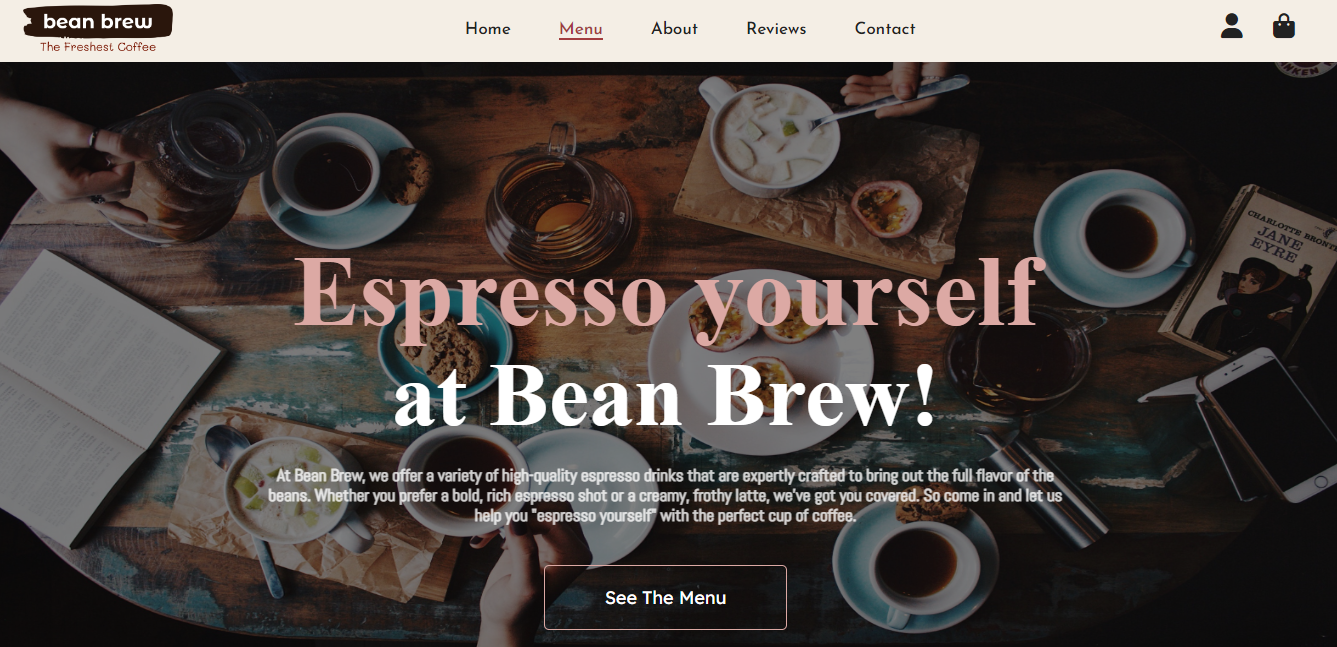 bean brew
The Freshest Coffee
Home
Menu
About
Reviews
Contact
Espresso yourself
at Bean Brew!
At Bean Brew, we offer a variety of high-quality espresso drinks that are expertly crafted to bring out the full flavor of the
beans. Whether you prefer a bold, rich espresso shot or a creamy, frothy latte, we've got you covered. So come in and let us
help you "espresso yourself" with the perfect cup of coffee.
See The Menu
CHARLOTTE BRONT
JANE
EYRE